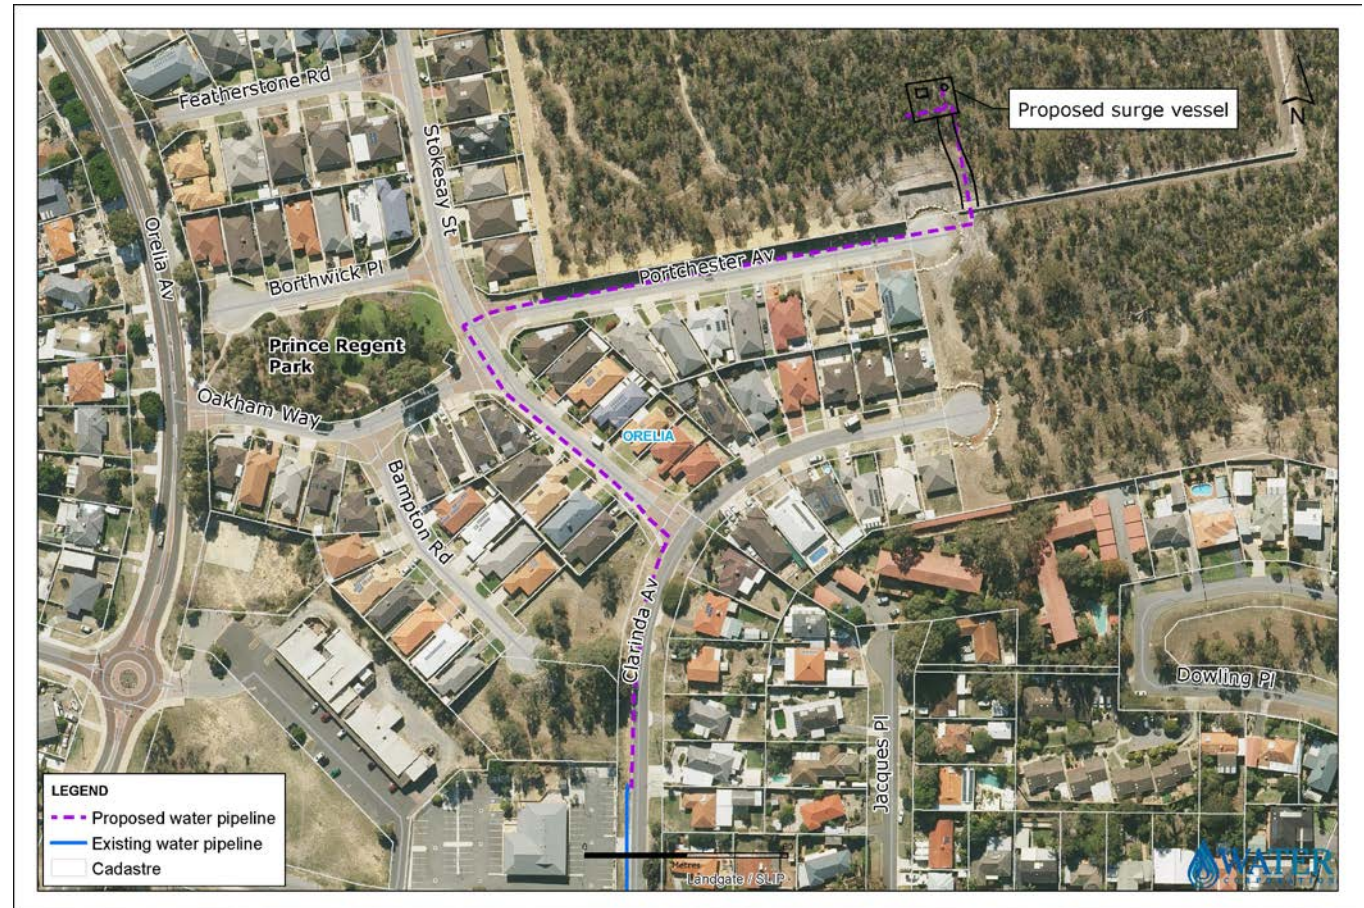 Featherstone Rd
Proposed surge vessel
N
Stokesay St
Orelia Av
Portchester Av
Borthwick Pl
Prince Regent
Park
Oakham Way
ORELIA
Bampton Rd
Clarinda Av
Dowling Pl
Jacques Pl
LEGEND
Proposed water pipeline
Existing water pipeline
Cadastre
0
Metres
Landgate / SLIP
WATER
CORPORATION